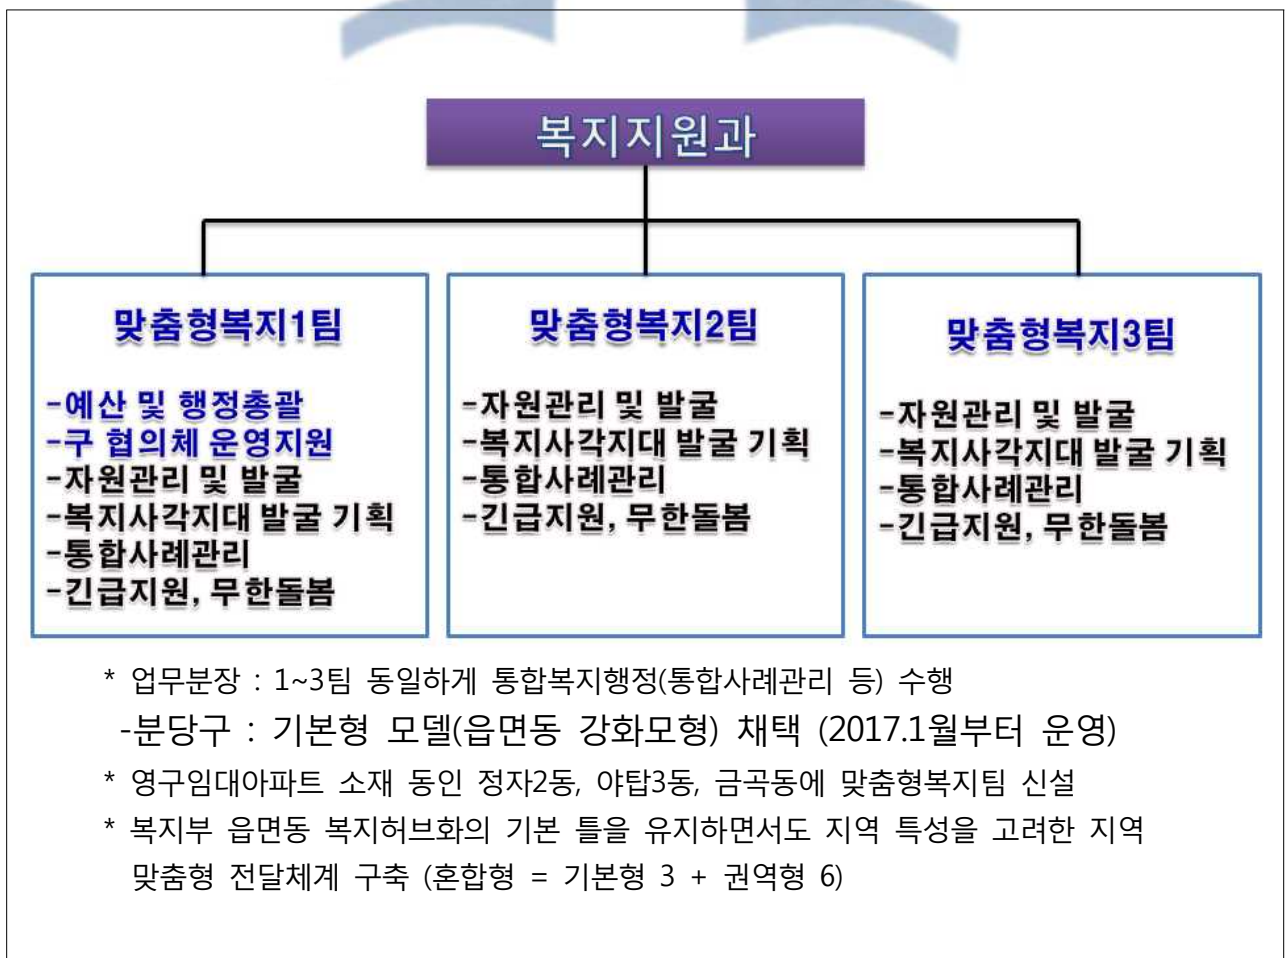 복지지원과
맞춤형복지1팀
-예산 및 행정총괄
-구 협의체 운영지원
-자원관리 및 발굴
-복지사각지대 발굴 기획
-통합사례관리
-긴급지원, 무한돌봄
맞춤형복지2팀
-자원관리 및 발굴
-복지사각지대 발굴 기획
-통합사례관리
-긴급지원, 무한돌봄
맞춤형복지3팀
-자원관리 및 발굴
-복지사각지대 발굴 기획
-통합사례관리
-긴급지원, 무한돌봄
* 업무분장 : 1~3팀 동일하게 통합복지행정(통합사례관리 등) 수행
-분당구 : 기본형 모델(읍면동 강화모형) 채택 (2017.1월부터 운영)
* 영구임대아파트 소재 동인 정자2동, 야탑3동, 금곡동에 맞춤형복지팀 신설
* 복지부 읍면동 복지허브화의 기본 틀을 유지하면서도 지역 특성을 고려한 지역
맞춤형 전달체계 구축 (혼합형 = 기본형 3 + 권역형 6)